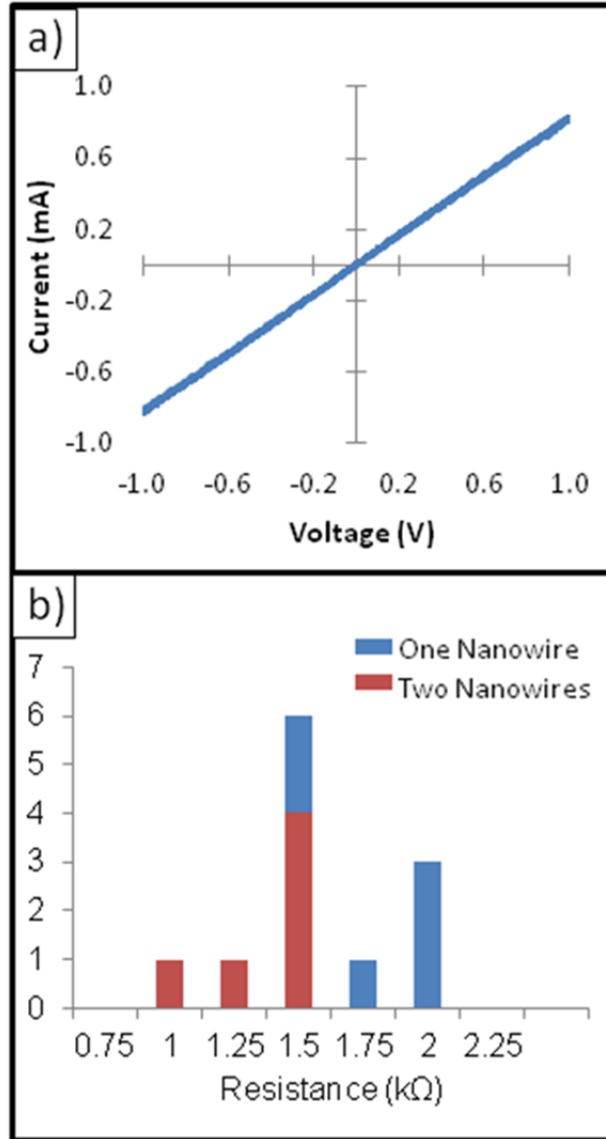 a)
1.0
0.6
0.2
-0.2
-0.6
-1.0
Current (mA)
-1.0 -0.6 -0.2 0.2 0.6 1.0
Voltage (V)
b)
One Nanowire
Two Nanowires
7
6
5
4
3
2
1
0
0.75 1 1.25 1.5 1.75 2 2.25
Resistance (kΩ)